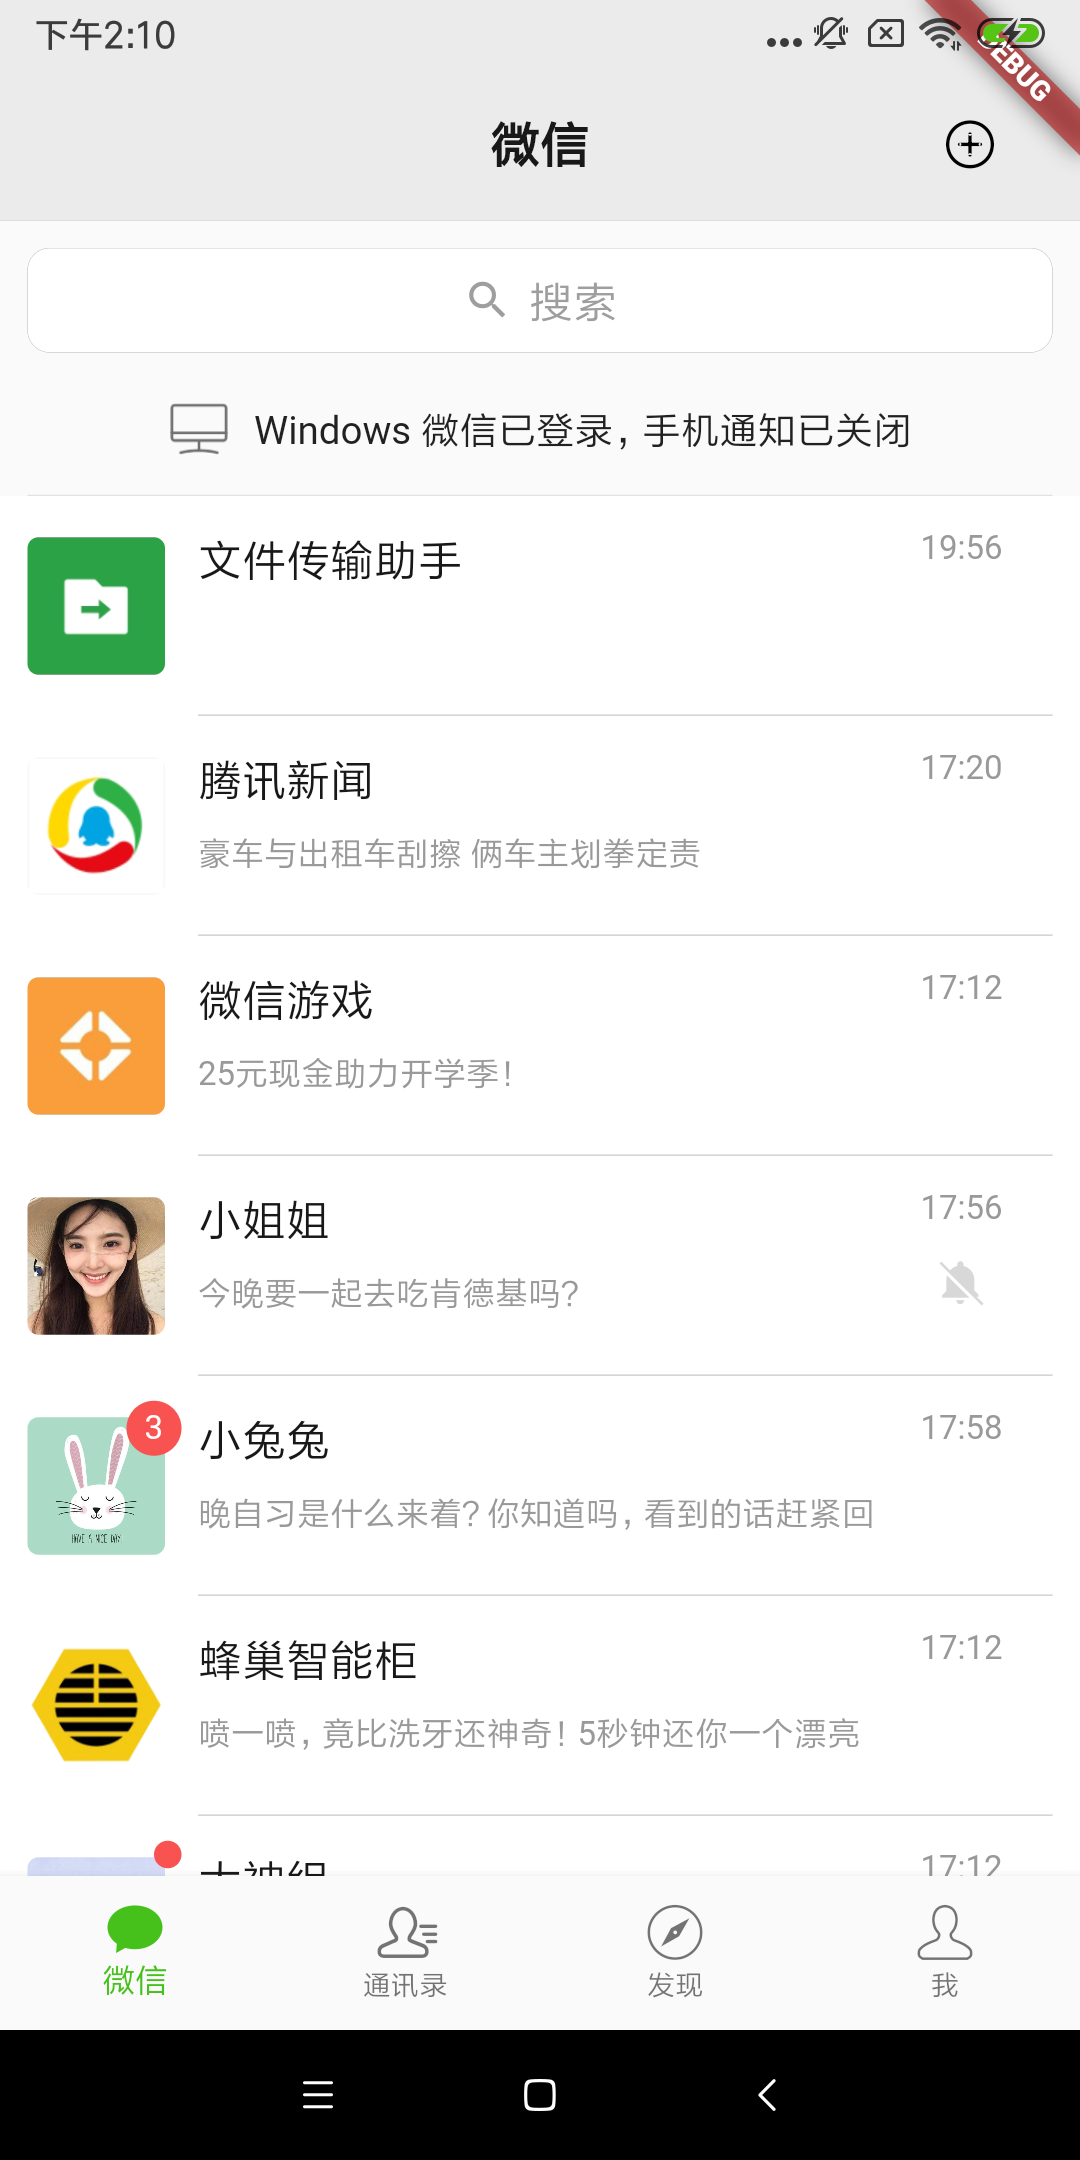 下午2:10
DEBUG
微信
搜索
Windows 微信已登录，手机通知已关闭
文件传输助手
19:56
腾讯新闻
17:20
豪车与出租车刮擦 俩车主划拳定责
微信游戏
17:12
25元现金助力开学季！
小姐姐
17:56
今晚要一起去吃肯德基吗？
3
小兔兔
17:58
晚自习是什么来着？你知道吗，看到的话赶紧回
HAVE A NICE DAY
蜂巢智能柜
17:12
喷一喷，竟比洗牙还神奇！5秒钟还你一个漂亮
17:12
微信
通讯录
发现
我